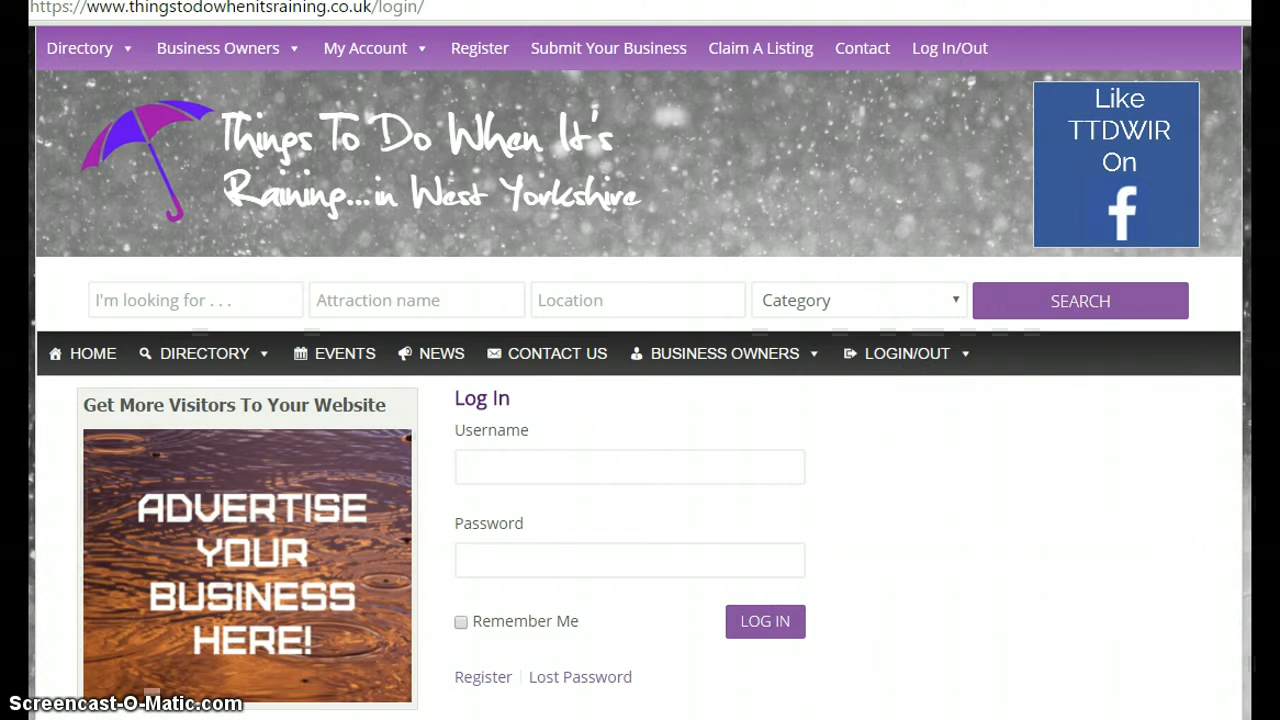 https://www.thingstodowhenitsraining.co.uk/login/
Directory Business Owners My Account Register Submit Your Business Claim A Listing Contact Log In/Out
Things To Do When It's
Raining...in West Yorkshire
Like
TTDWIR
On
f
I'm looking for . . . Attraction name Location Category SEARCH
HOME DIRECTORY EVENTS NEWS CONTACT US BUSINESS OWNERS LOGIN/OUT
Get More Visitors To Your Website
ADVERTISE
YOUR
BUSINESS
HERE!
Log In
Username
Password
Remember Me LOG IN
Register Lost Password
Screencast-O-Matic.com